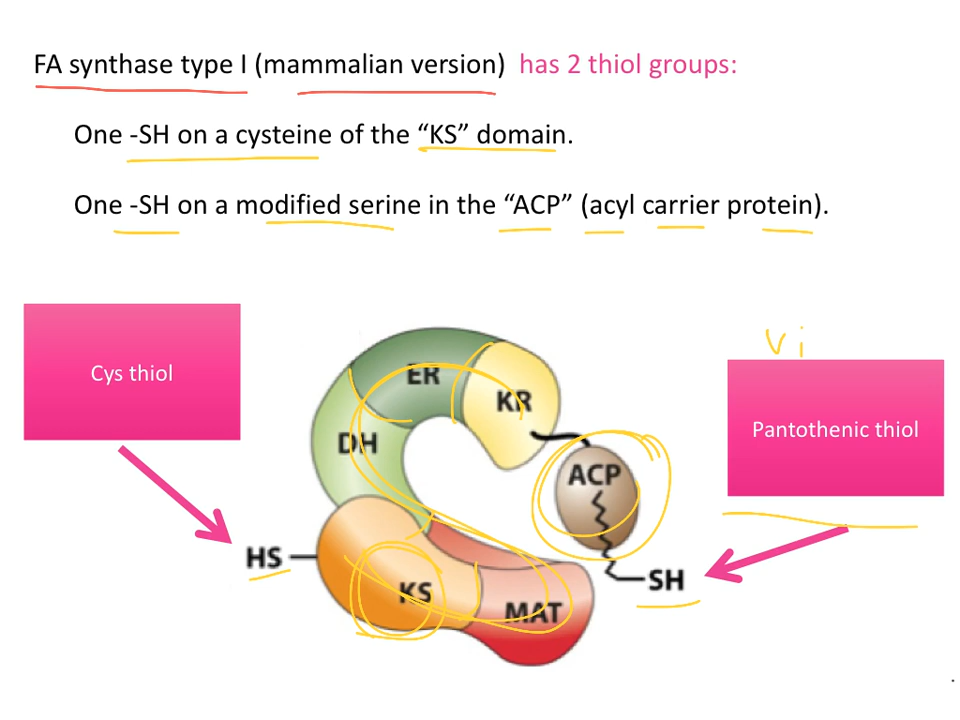 FA synthase type I (mammalian version) has 2 thiol groups:
One -SH on a cysteine of the “KS” domain.
One -SH on a modified serine in the “ACP” (acyl carrier protein).
Cys thiol
Vi
Pantothenic thiol
ER
KR
DH
ACP
HS
KS
MAT
SH